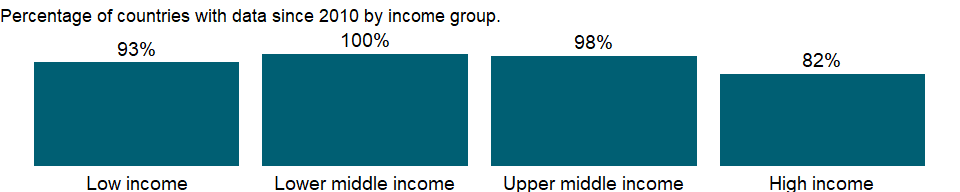 Percentage of countries with data since 2010 by income group.
93%
100%
98%
82%
Low income
Lower middle income
Upper middle income
High income